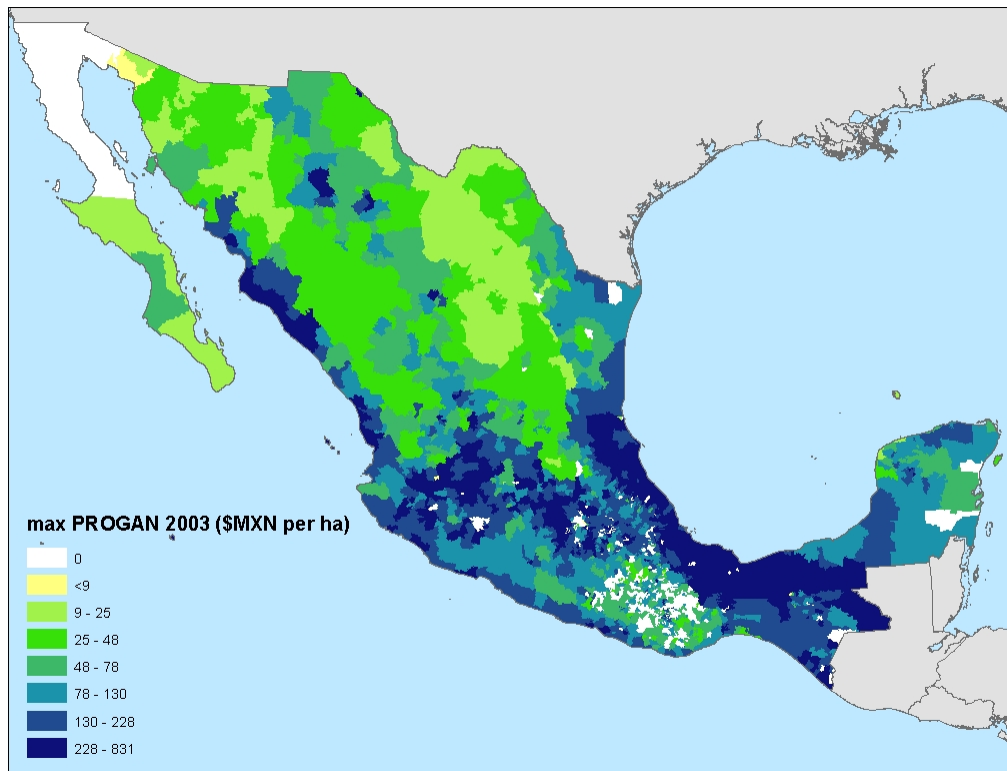 max PROGAN 2003 ($MXN per ha)
0
<9
9 - 25
25 - 48
48 - 78
78 - 130
130 - 228
228 - 831